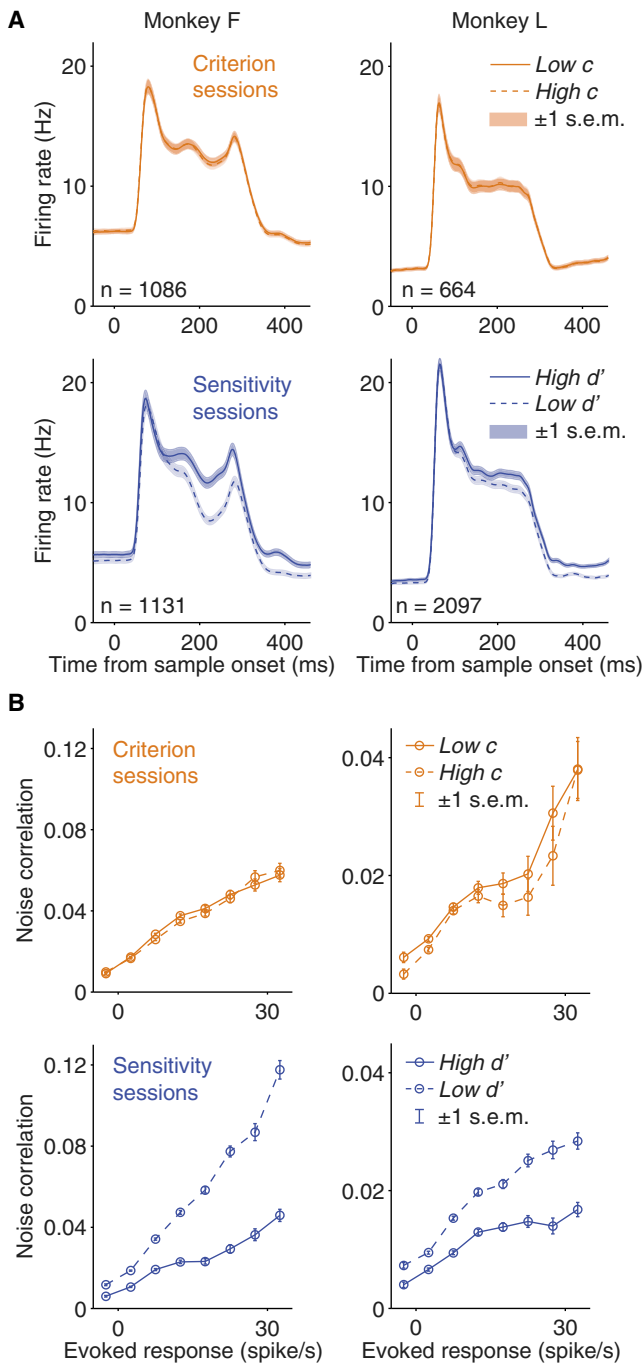 A
Monkey F
Monkey L
Firing rate (Hz)
20
10
0
Criterion
sessions
n = 1086
0
200
400
20
10
0
Low c
High c
±1 s.e.m.
n = 664
0
200
400
Firing rate (Hz)
20
10
0
Sensitivity
sessions
n = 1131
0
200
400
Time from sample onset (ms)
20
10
0
High d'
Low d'
±1 s.e.m.
n = 2097
0
200
400
Time from sample onset (ms)
B
Noise correlation
0.12
0.08
0.04
0
Criterion
sessions
0
30
0.04
0.02
0
Low c
High c
±1 s.e.m.
0
30
Noise correlation
0.12
0.08
0.04
0
Sensitivity
sessions
0
30
Evoked response (spike/s)
0.04
0.02
0
High d'
Low d'
±1 s.e.m.
0
30
Evoked response (spike/s)